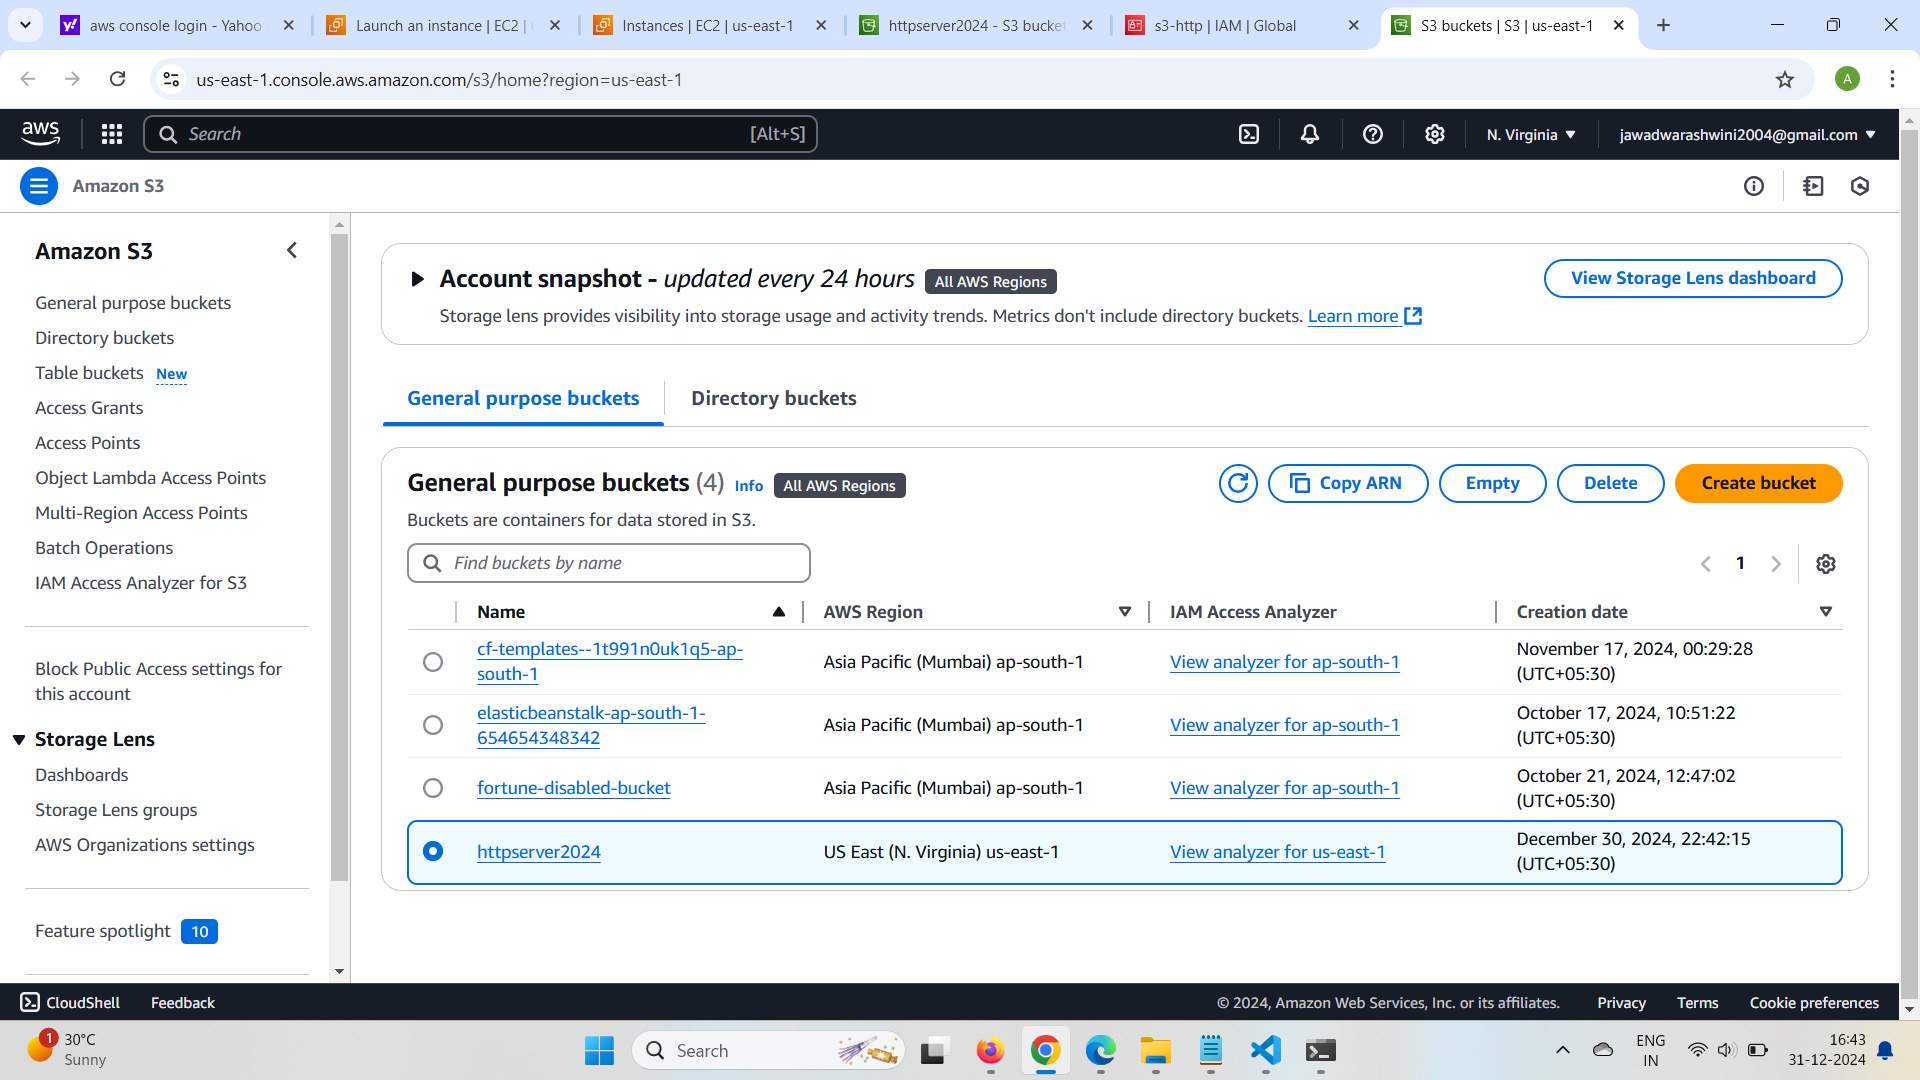 aws console login - Yahoo
Launch an instance | EC2 |
Instances | EC2 | us-east-1
httpserver2024 - S3 bucket
s3-http | IAM | Global
S3 buckets | S3 | us-east-1
us-east-1.console.aws.amazon.com/s3/home?region=us-east-1
A
aws
Search
[Alt+S]
N. Virginia
jawadwarashwini2004@gmail.com
Amazon S3
Amazon S3
General purpose buckets
Directory buckets
Table buckets New
Access Grants
Access Points
Object Lambda Access Points
Multi-Region Access Points
Batch Operations
IAM Access Analyzer for S3
Block Public Access settings for
this account
Storage Lens
Dashboards
Storage Lens groups
AWS Organizations settings
Feature spotlight 10
Account snapshot - updated every 24 hours All AWS Regions
View Storage Lens dashboard
Storage lens provides visibility into storage usage and activity trends. Metrics don't include directory buckets. Learn more
General purpose buckets
Directory buckets
General purpose buckets (4) Info All AWS Regions
Copy ARN
Empty
Delete
Create bucket
Buckets are containers for data stored in S3.
Find buckets by name
1
Name
AWS Region
IAM Access Analyzer
Creation date
cf-templates--1t991n0uk1q5-ap-
south-1
Asia Pacific (Mumbai) ap-south-1
View analyzer for ap-south-1
November 17, 2024, 00:29:28
(UTC+05:30)
elasticbeanstalk-ap-south-1-
654654348342
Asia Pacific (Mumbai) ap-south-1
View analyzer for ap-south-1
October 17, 2024, 10:51:22
(UTC+05:30)
fortune-disabled-bucket
Asia Pacific (Mumbai) ap-south-1
View analyzer for ap-south-1
October 21, 2024, 12:47:02
(UTC+05:30)
httpserver2024
US East (N. Virginia) us-east-1
View analyzer for us-east-1
December 30, 2024, 22:42:15
(UTC+05:30)
CloudShell
Feedback
© 2024, Amazon Web Services, Inc. or its affiliates.
Privacy
Terms
Cookie preferences
1
30°C
Sunny
Search
ENG
IN
16:43
31-12-2024